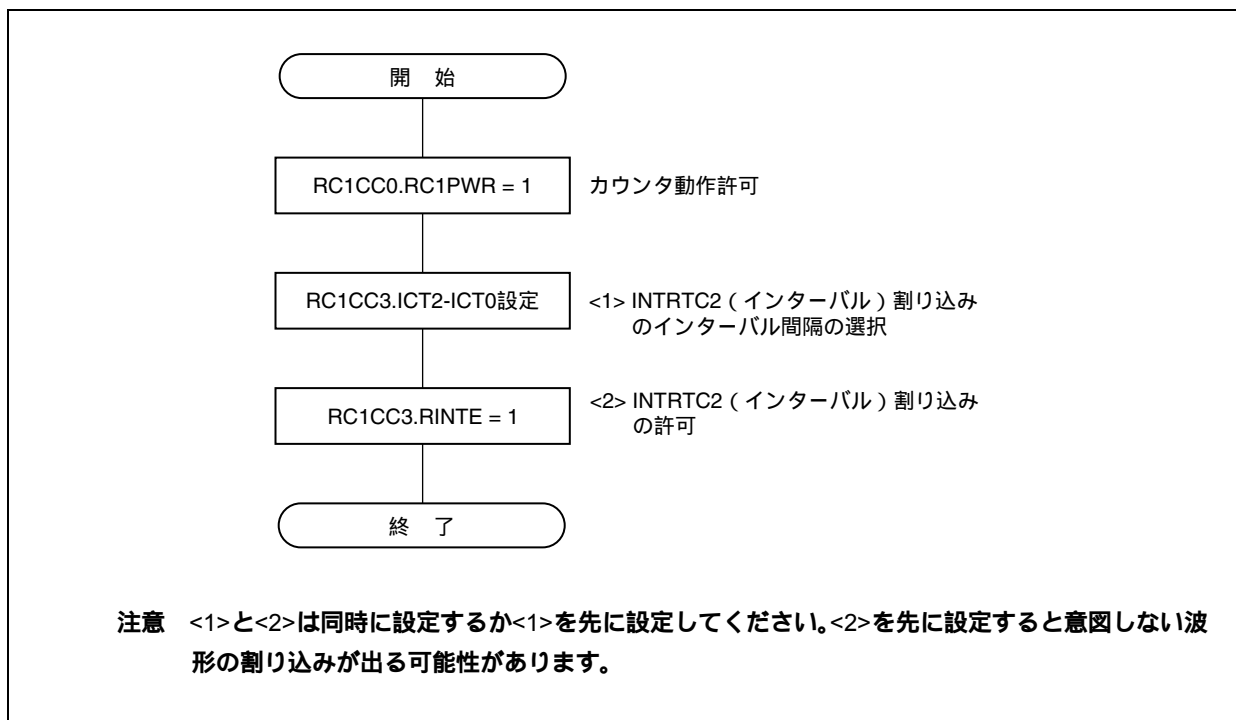 開 始
RC1CC0.RC1PWR = 1 カウンタ動作許可
RC1CC3.ICT2-ICT0設定 <1> INTRTC2（インターバル）割り込み
のインターバル間隔の選択
RC1CC3.RINTE = 1 <2> INTRTC2（インターバル）割り込み
の許可
終 了
注意 <1>と<2>は同時に設定するか<1>を先に設定してください。<2>を先に設定すると意図しない波
形の割り込みが出る可能性があります。